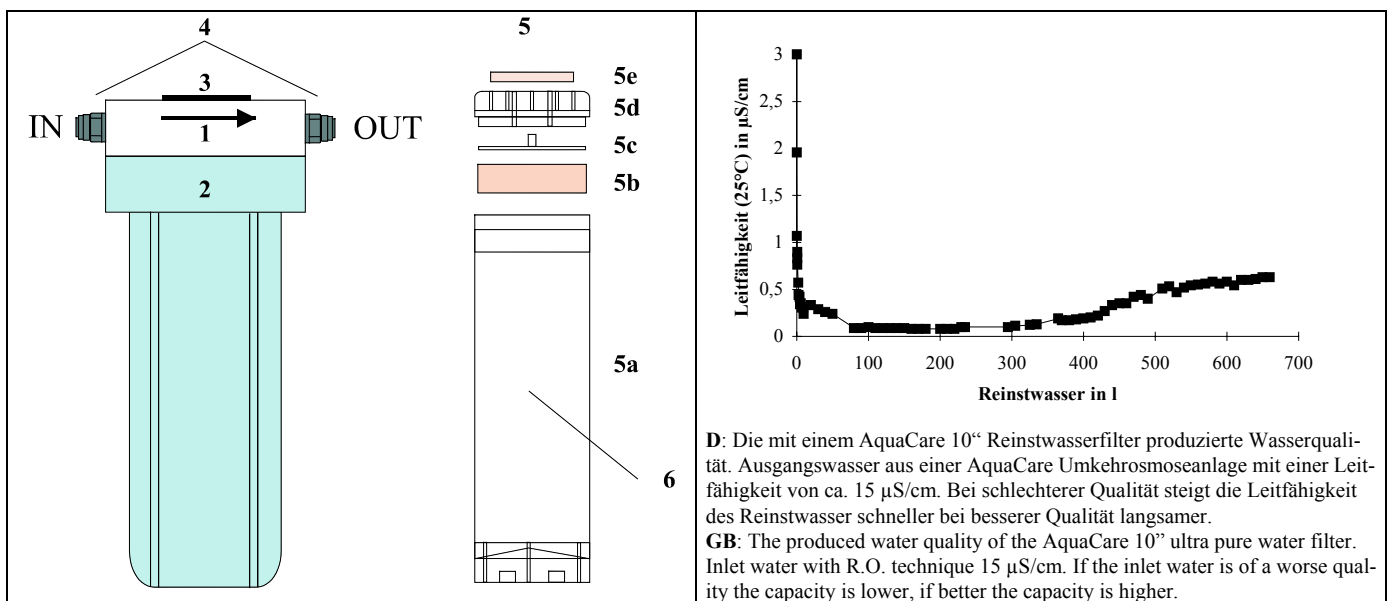 4
5
3
IN
1
OUT
2
5e
5d
5c
5b
5a
6
Leitfähigkeit (25°C) in µS/cm
3
2,5
2
1,5
1
0,5
0
0 100 200 300 400 500 600 700
Reinstwasser in l
D: Die mit einem AquaCare 10“ Reinstwasserfilter produzierte Wasserquali-
tät. Ausgangswasser aus einer AquaCare Umkehrosmoseanlage mit einer Leit-
fähigkeit von ca. 15 µS/cm. Bei schlechterer Qualität steigt die Leitfähigkeit
des Reinstwasser schneller bei besserer Qualität langsamer.
GB: The produced water quality of the AquaCare 10” ultra pure water filter.
Inlet water with R.O. technique 15 µS/cm. If the inlet water is of a worse qual-
ity the capacity is lower, if better the capacity is higher.